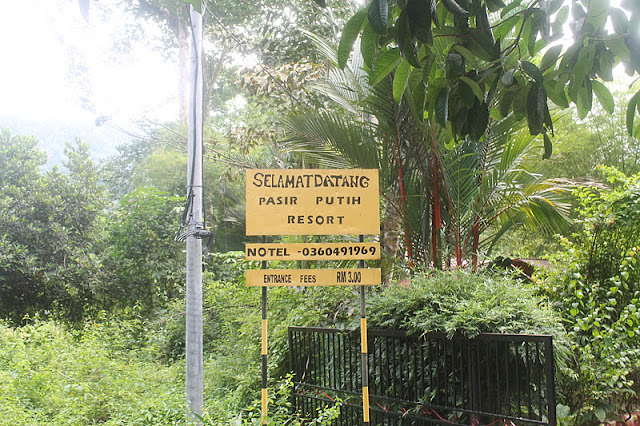 SELAMAT DATANG
PASIR PUTIH
RESORT
NOTEL -0360491969
ENTRANCE FEES RM 3.00